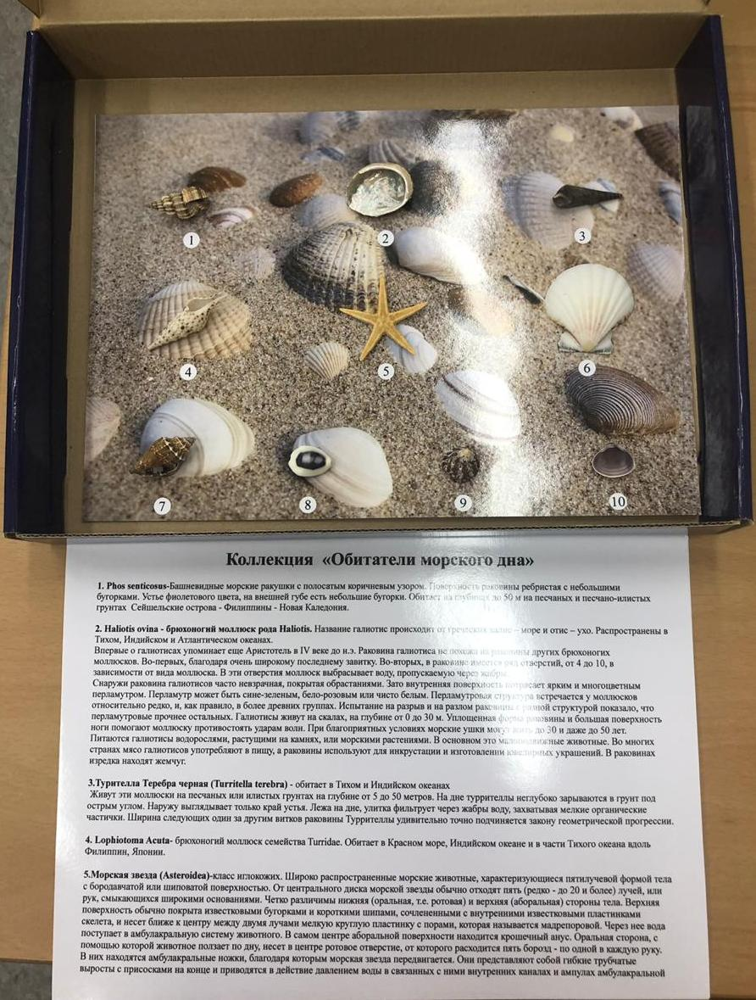 1
2
3
4
5
6
7
8
9
10
Коллекция «Обитатели морского дна»
1. Phos senticosus-Башневидные морские ракушки с полосатым коричневым узором. Поверхность раковины ребристая с небольшими
бугорками. Устье фиолетового цвета, на внешней губе есть небольшие бугорки. Обитает на глубинах до 50 м на песчаных и песчано-илистых
грунтах Сейшельские острова - Филиппины - Новая Каледония.
2. Haliotis ovina - брюхоногий моллюск рода Haliotis. Название галиотис происходит от греческих халиос – море и отис – ухо. Распространены в
Тихом, Индийском и Атлантическом океанах.
Впервые о галиотисах упоминает еще Аристотель в IV веке до н.э. Раковина галиотиса не похожа на раковины других брюхоногих
моллюсков. Во-первых, благодаря очень широкому последнему завитку. Во-вторых, в раковине имеется ряд отверстий, от 4 до 10, в
зависимости от вида моллюска. В эти отверстия моллюск выбрасывает воду, пропускаемую через жабры.
Снаружи раковина галиотисов часто невзрачная, покрытая обрастаниями. Зато внутренняя поверхность потрясает ярким и многоцветным
перламутром. Перламутр может быть сине-зеленым, бело-розовым или чисто белым. Перламутровая структура встречается у моллюсков
относительно редко, и, как правило, в более древних группах. Испытание на разрыв и на излом раковины с разной структурой показало, что
перламутровые прочнее остальных. Галиотисы живут на скалах, на глубине от 0 до 30 м. Уплощенная форма раковины и большая поверхность
ноги помогают моллюску противостоять ударам волн. При благоприятных условиях морские ушки могут жить до 30 и даже до 50 лет.
Питаются галиотисы водорослями, растущими на камнях, или морскими растениями. В основном это малоподвижные животные. Во многих
странах мясо галиотисов употребляют в пищу, а раковины используют для инкрустации и изготовлении ювелирных украшений. В раковинах
изредка находят жемчуг.
3.Турителла Теребра черная (Turritella terebra) - обитает в Тихом и Индийском океанах
Живут эти моллюски на песчаных или илистых грунтах на глубине от 5 до 50 метров. На дне туррителлы неглубоко зарываются в грунт под
острым углом. Наружу выглядывает только край устья. Лежа на дне, улитка фильтрует через жабры воду, захватывая мелкие органические
частички. Ширина следующих один за другим витков раковины Туррителлы удивительно точно подчиняется закону геометрической прогрессии.
4. Lophiotoma Acuta- брюхоногий моллюск семейства Turridae. Обитает в Красном море, Индийском океане и в части Тихого океана вдоль
Филиппин, Японии.
5.Морская звезда (Asteroidea)-класс иглокожих. Широко распространенные морские животные, характеризующиеся пятилучевой формой тела
с бородавчатой или шиповатой поверхностью. От центрального диска морской звезды обычно отходят пять (редко - до 20 и более) лучей, или
рук, смыкающихся широкими основаниями. Четко различимы нижняя (оральная, т.е. ротовая) и верхняя (аборальная) стороны тела. Верхняя
поверхность обычно покрыта известковыми бугорками и короткими шипами, сочлененными с внутренними известковыми пластинками
скелета, и несет ближе к центру между двумя лучами мелкую круглую пластинку с порами, которая называется мадрепоровой. Через нее вода
поступает в амбулакральную систему животного. В самом центре аборальной поверхности находится крошечный анус. Оральная сторона, с
помощью которой животное ползает по дну, несет в центре ротовое отверстие, от которого расходится пять борозд - по одной в каждую руку.
В них находятся амбулакральные ножки, благодаря которым морская звезда передвигается. Они представляют собой гибкие трубчатые
выросты с присосками на конце и приводятся в действие давлением воды в связанных с ними внутренних каналах и ампулах амбулакральной